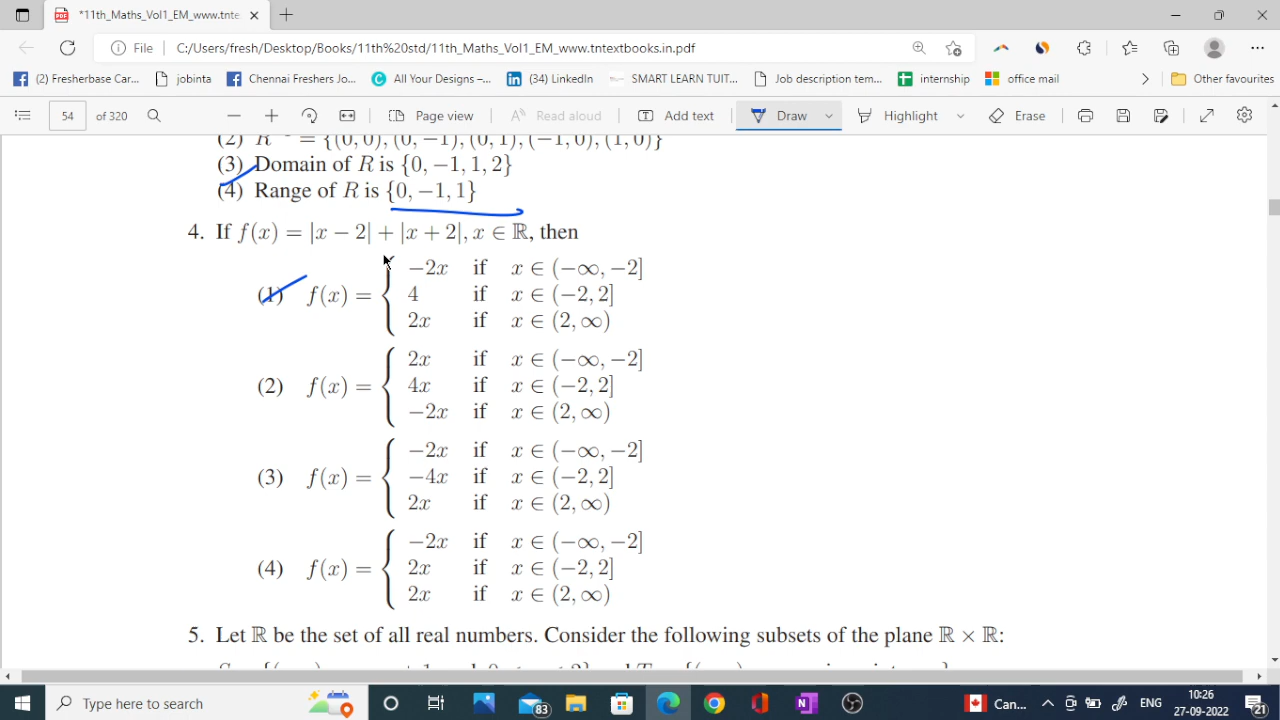 *11th_Maths_Vol1_EM_www.tnte
File C:/Users/fresh/Desktop/Books/11th%20std/11th_Maths_Vol1_EM_www.tntextbooks.in.pdf
(2) Fresherbase Car... jobinta Chennai Freshers Jo... All Your Designs –... (34) LinkedIn SMART LEARN TUIT... Job description tem... internship office mail Other favourites
54 of 320 Page view Read aloud Add text Draw Highlight Erase
(3) Domain of R is {0, −1, 1, 2}
(4) Range of R is {0, −1, 1}
4. If f(x) = |x − 2| + |x + 2|, x ∈ ℝ, then
(1) f(x) = { −2x if x ∈ (−∞, −2]
4 if x ∈ (−2, 2]
2x if x ∈ (2, ∞)
(2) f(x) = { 2x if x ∈ (−∞, −2]
4x if x ∈ (−2, 2]
−2x if x ∈ (2, ∞)
(3) f(x) = { −2x if x ∈ (−∞, −2]
−4x if x ∈ (−2, 2]
2x if x ∈ (2, ∞)
(4) f(x) = { −2x if x ∈ (−∞, −2]
2x if x ∈ (−2, 2]
2x if x ∈ (2, ∞)
5. Let ℝ be the set of all real numbers. Consider the following subsets of the plane ℝ × ℝ:
Type here to search 83 Can... ENG 10:26
27-09-2022 21